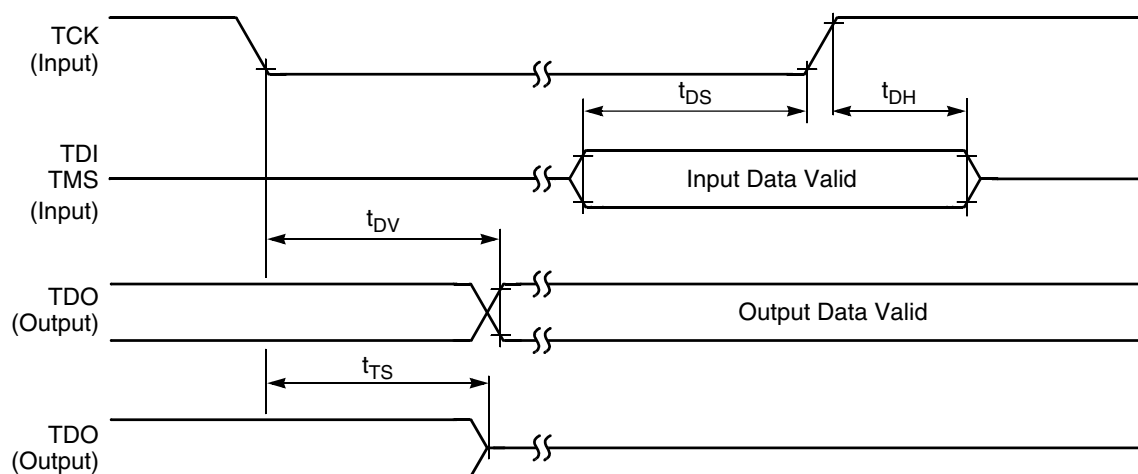 TCK
(Input)
tDS
tDH
TDI
TMS
(Input)
Input Data Valid
tDV
TDO
(Output)
Output Data Valid
tTS
TDO
(Output)